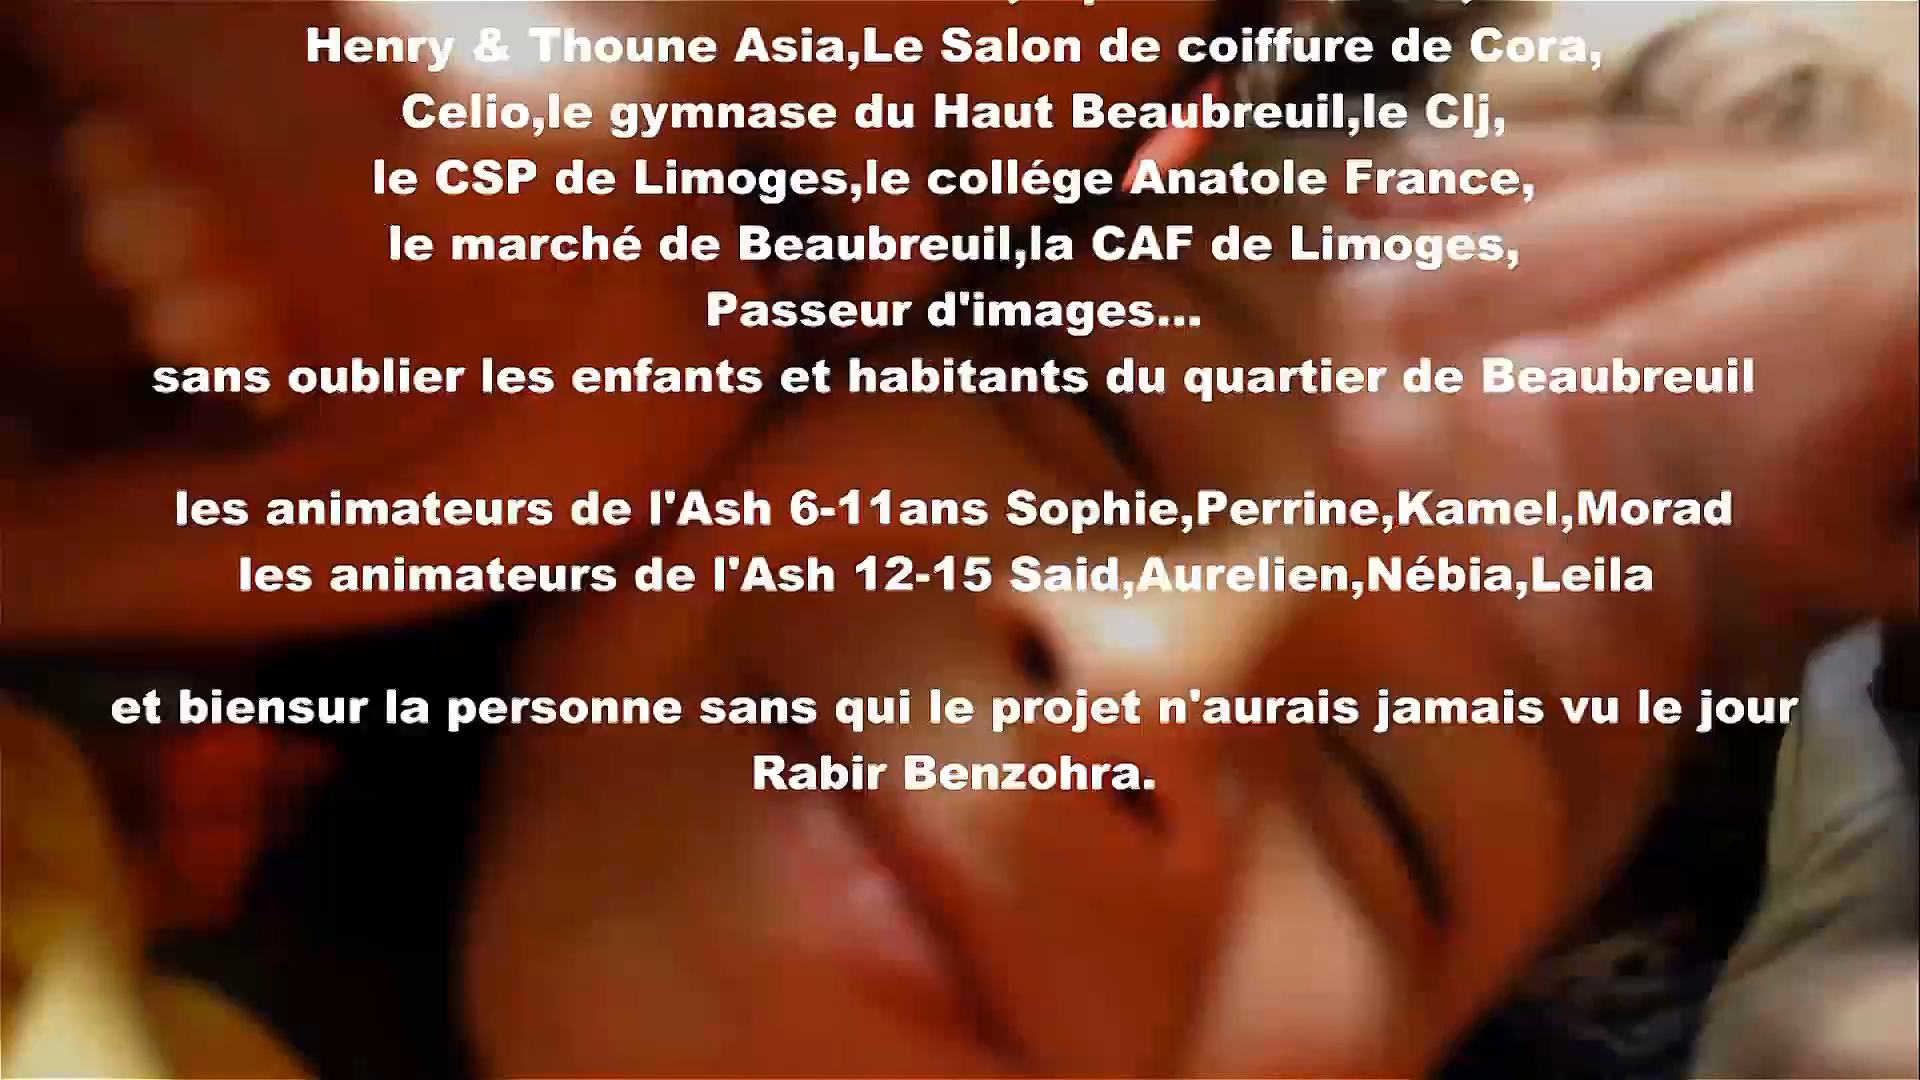 Henry & Thoune Asia,Le Salon de coiffure de Cora,
Celio,le gymnase du Haut Beaubreuil,le Clj,
le CSP de Limoges,le collége Anatole France,
le marché de Beaubreuil,la CAF de Limoges,
Passeur d'images...
sans oublier les enfants et habitants du quartier de Beaubreuil
les animateurs de l'Ash 6-11ans Sophie,Perrine,Kamel,Morad
les animateurs de l'Ash 12-15 Said,Aurelien,Nébia,Leila
et biensur la personne sans qui le projet n'aurais jamais vu le jour
Rabir Benzohra.